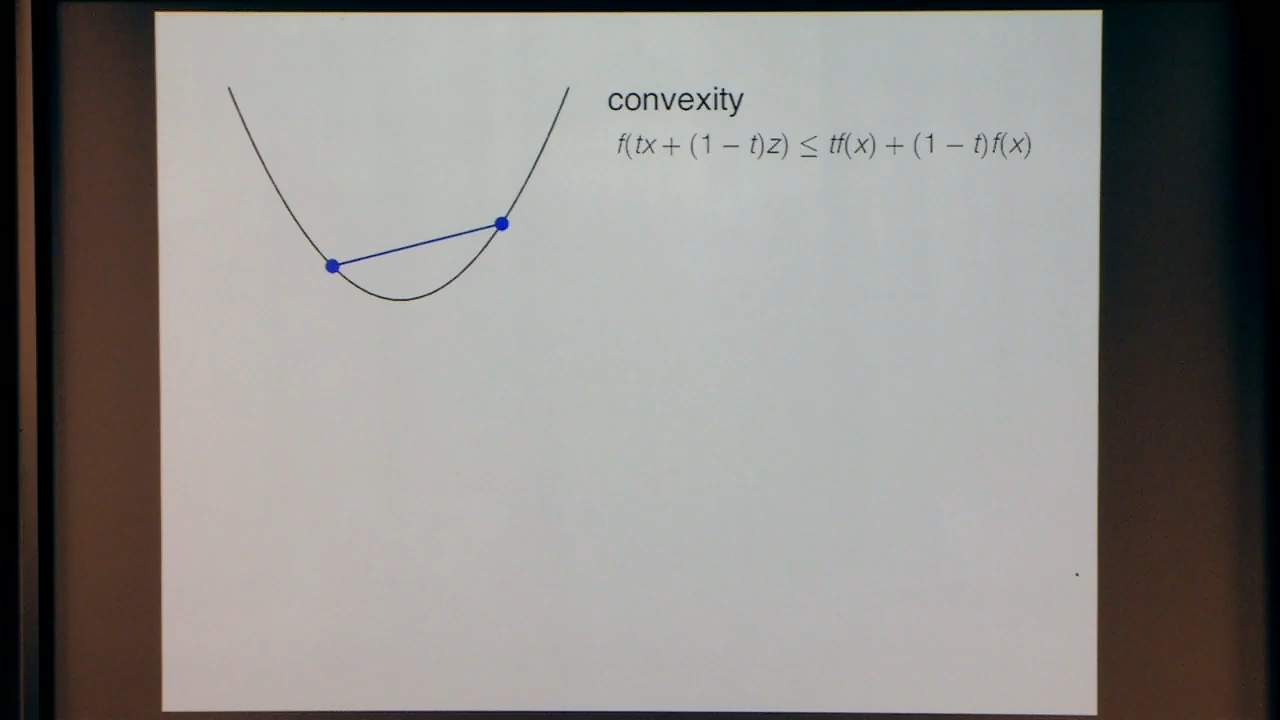 convexity
f(tx + (1 − t)z) ≤ tf(x) + (1 − t)f(x)